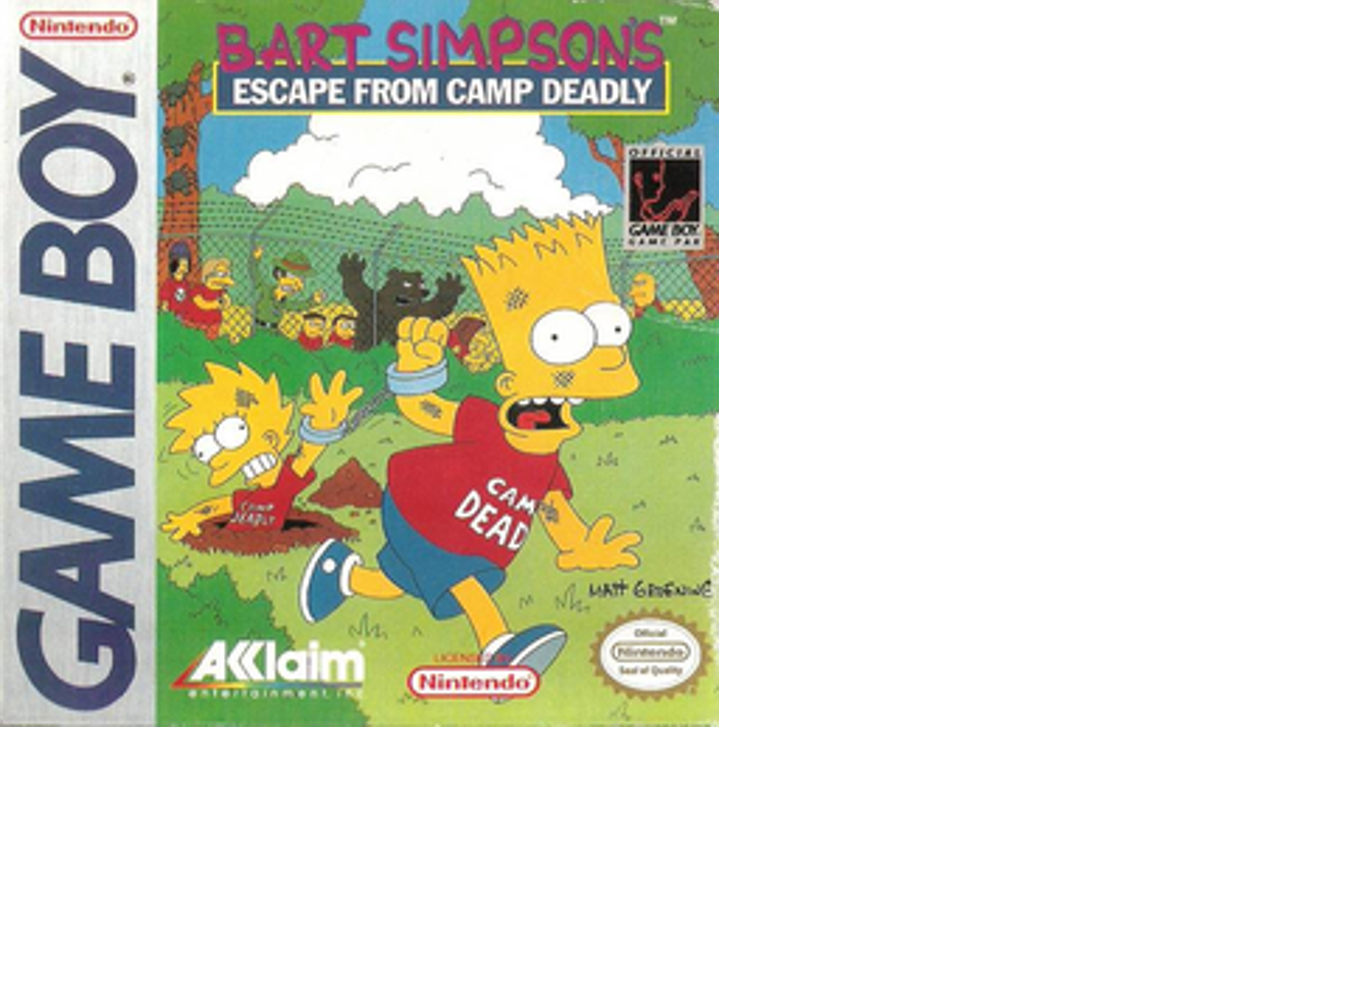 Nintendo
GAME BOY®
BART SIMPSON'S™
ESCAPE FROM CAMP DEADLY
OFFICIAL
GAME BOY
GAME PAK
CAMP
DEADLY
CAM
DEAD
MATT GROENING
AKKlaim®
entertainment inc
LICENSED BY
Nintendo
Official
Nintendo
Seal of Quality